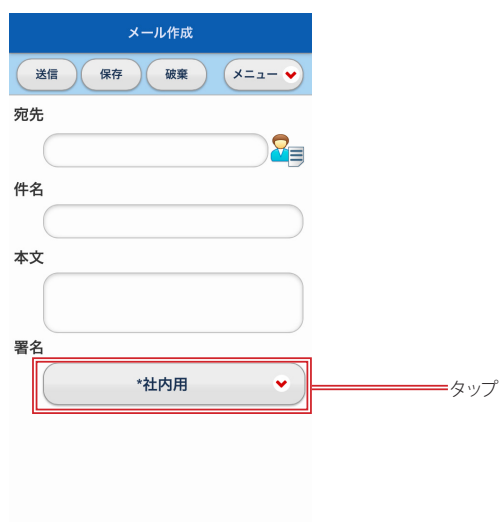 メール作成
送信 保存 破棄 メニュー
宛先
件名
本文
署名
*社内用
タップ